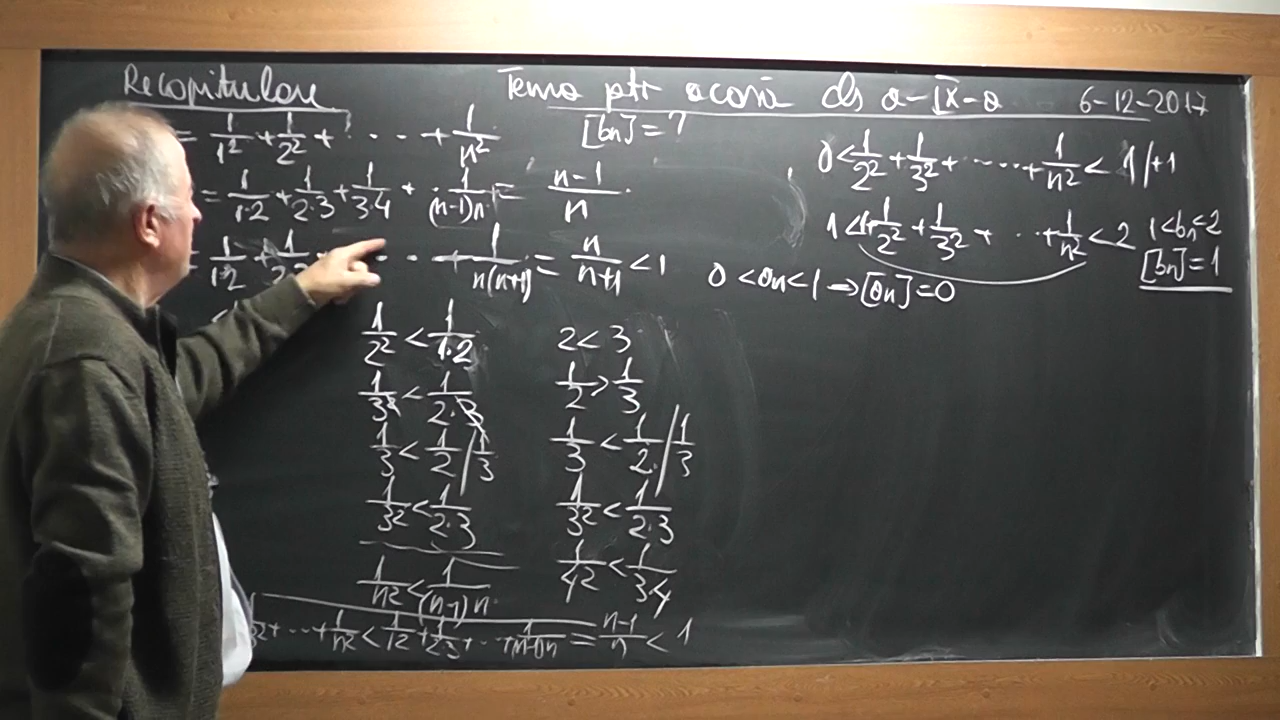 Recapitulare Tema ptr acasă cls a-IX-a 6-12-2017
= 1/1² + 1/2² + ..... + 1/n² [bn] = ?
= 1/1·2 + 1/2·3 + 1/3·4 + · 1/(n-1)n = n-1/n
= 1/1·2 + 1/2·3 ... + 1/n(n+1) = n/n+1 < 1
0 < 1/2² + 1/3² + ..... + 1/n² < 1 /+1
1 < 1+1/2² + 1/3² + ... + 1/n² < 2 1<bn<2
[bn] = 1
0 < an < 1 ⇒ [an] = 0
1/2² < 1/1·2
1/3² < 1/2·3
1/3 < 1/2 / 1/3
1/3² < 1/2·3
1/n² < 1/(n-1)n
2 < 3
1/2 > 1/3
1/3 < 1/2 / 1/3
1/3² < 1/2·3
1/4² < 1/3·4
+ ... + 1/n² < 1/1·2 + 1/2·3 + ... + 1/(n-1)n = n-1/n < 1